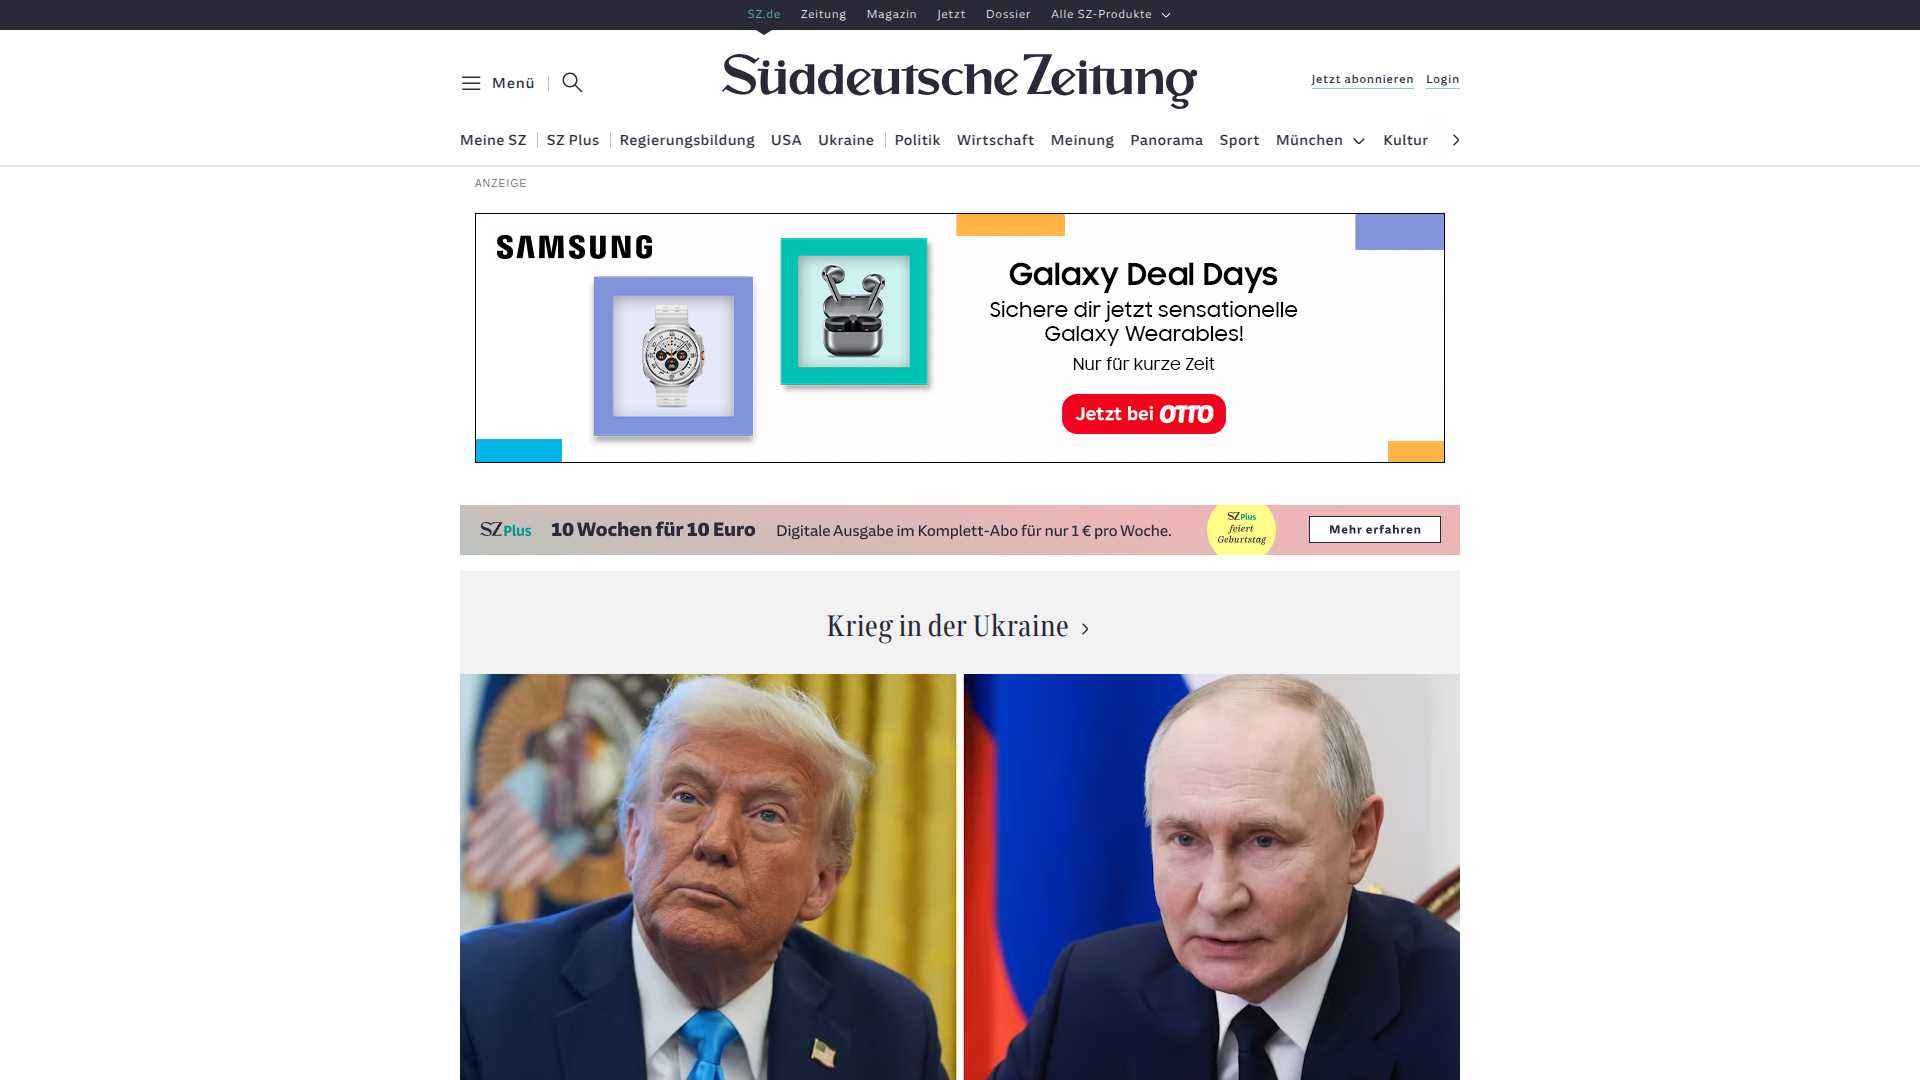 SZ.de Zeitung Magazin Jetzt Dossier Alle SZ-Produkte
Menü
Süddeutsche Zeitung
Jetzt abonnieren Login
Meine SZ SZ Plus Regierungsbildung USA Ukraine Politik Wirtschaft Meinung Panorama Sport München Kultur
ANZEIGE
SAMSUNG
Galaxy Deal Days
Sichere dir jetzt sensationelle
Galaxy Wearables!
Nur für kurze Zeit
Jetzt bei OTTO
SZ Plus 10 Wochen für 10 Euro Digitale Ausgabe im Komplett-Abo für nur 1 € pro Woche.
SZ Plus
feiert
Geburtstag
Mehr erfahren
Krieg in der Ukraine